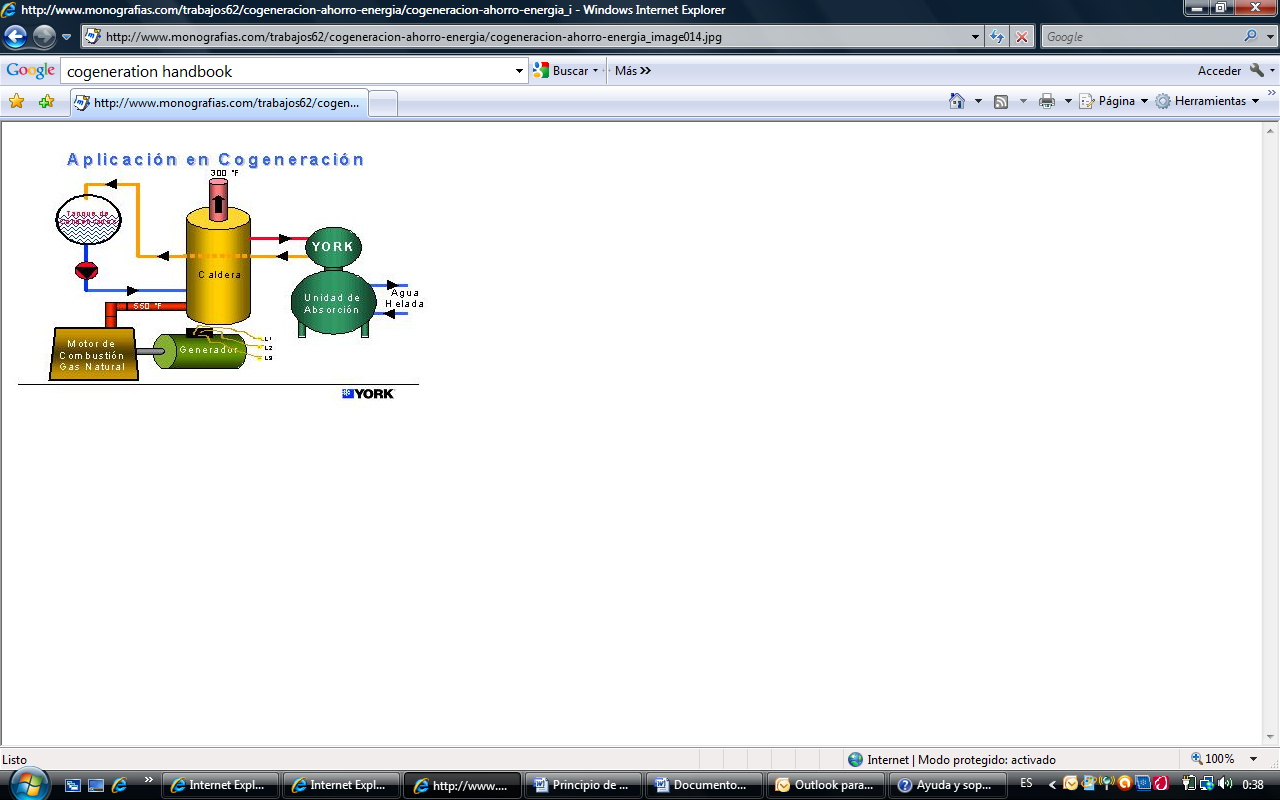 http://www.monografias.com/trabajos62/cogeneracion-ahorro-energia/cogeneracion-ahorro-energia_i - Windows Internet Explorer
http://www.monografias.com/trabajos62/cogeneracion-ahorro-energia/cogeneracion-ahorro-energia_image014.jpg
Google
Google
cogeneration handbook
Buscar
Más
Acceder
http://www.monografias.com/trabajos62/cogen...
Página
Herramientas
Aplicación en Cogeneración
300 °F
Tanque de
YORK
Caldera
Unidad de
Absorción
Agua
Helada
550 °F
Motor de
Combustión
Gas Natural
Generador
L1
L2
L3
YORK
Listo
Internet | Modo protegido: activado
100%
Internet Expl...
Internet Expl...
http://www....
Principio de ...
Documento...
Outlook para...
Ayuda y sop...
ES
0:38